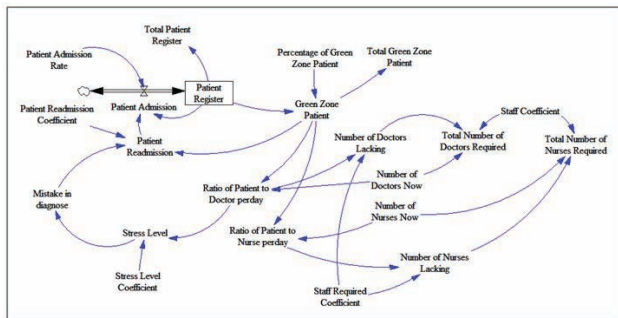 Total Patient
Register
Percentage of Green
Zone Patient
Total Green Zone
Patient
Patient Admission
Rate
Patient
Register
Patient Admission
Green Zone
Patient
Staff Coefficient
Patient Readmission
Coefficient
Number of Doctors
Lacking
Total Number of
Doctors Required
Total Number of
Nurses Required
Patient
Readmission
Number of
Doctors Now
Mistake in
diagnose
Ratio of Patient to
Doctor perday
Number of
Nurses Now
Stress Level
Ratio of Patient to
Nurse perday
Number of Nurses
Lacking
Stress Level
Coefficient
Staff Required
Coefficient